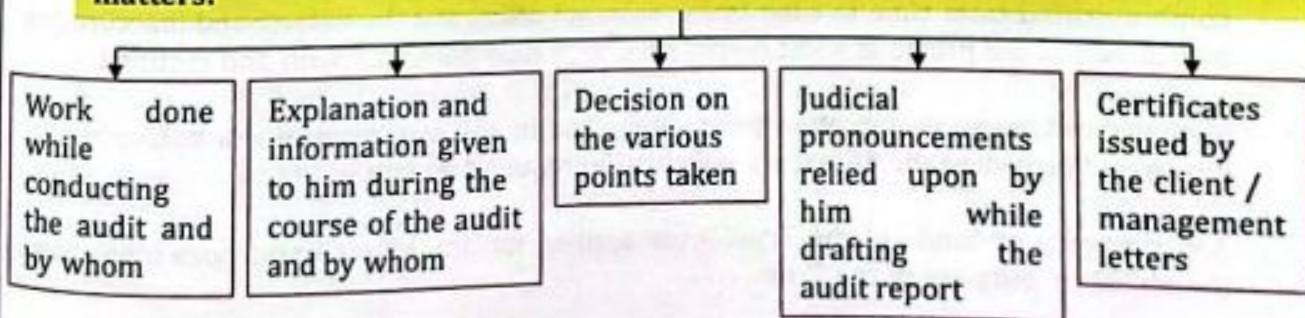 matters.
Work done
while
conducting
the audit and
by whom
Explanation and
information given
to him during the
course of the audit
and by whom
Decision on
the various
points taken
Judicial
pronouncements
relied upon by
him while
drafting the
audit report
Certificates
issued by
the client /
management
letters